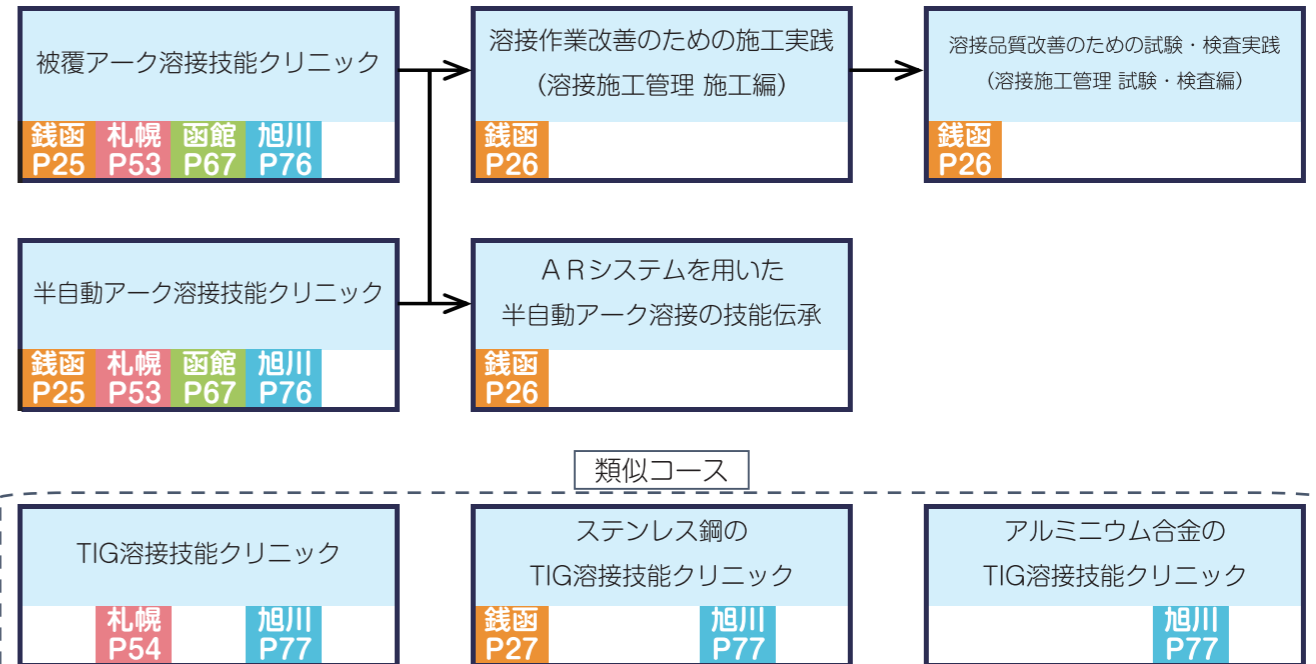 被覆アーク溶接技能クリニック
銭函 札幌 函館 旭川
P25 P53 P67 P76
溶接作業改善のための施工実践
(溶接施工管理 施工編)
銭函
P26
溶接品質改善のための試験・検査実践
(溶接施工管理 試験・検査編)
銭函
P26
半自動アーク溶接技能クリニック
銭函 札幌 函館 旭川
P25 P53 P67 P76
ARシステムを用いた
半自動アーク溶接の技能伝承
銭函
P26
類似コース
TIG溶接技能クリニック
札幌 旭川
P54 P77
ステンレス鋼の
TIG溶接技能クリニック
銭函 旭川
P27 P77
アルミニウム合金の
TIG溶接技能クリニック
旭川
P77